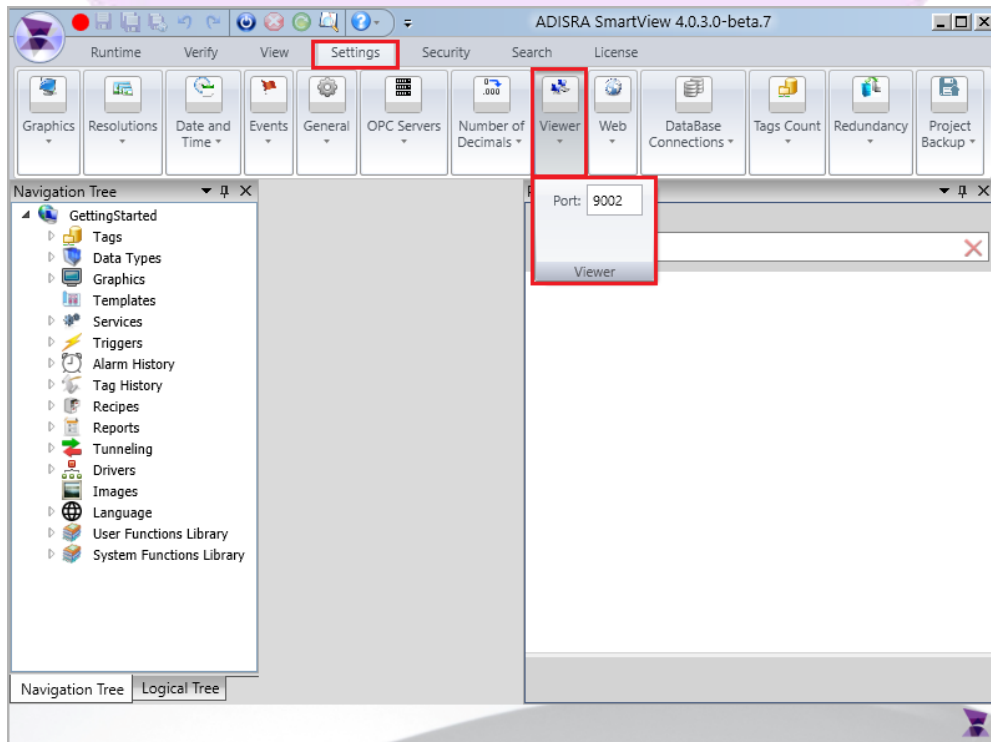 ADISRA SmartView 4.0.3.0-beta.7
Runtime Verify View Settings Security Search License
Graphics Resolutions Date and Time Events General OPC Servers .000 Number of Decimals Viewer Web DataBase Connections Tags Count Redundancy Project Backup
Navigation Tree
Port: 9002
Viewer
GettingStarted
Tags
Data Types
Graphics
Templates
Services
Triggers
Alarm History
Tag History
Recipes
Reports
Tunneling
Drivers
Images
Language
User Functions Library
System Functions Library
Navigation Tree Logical Tree